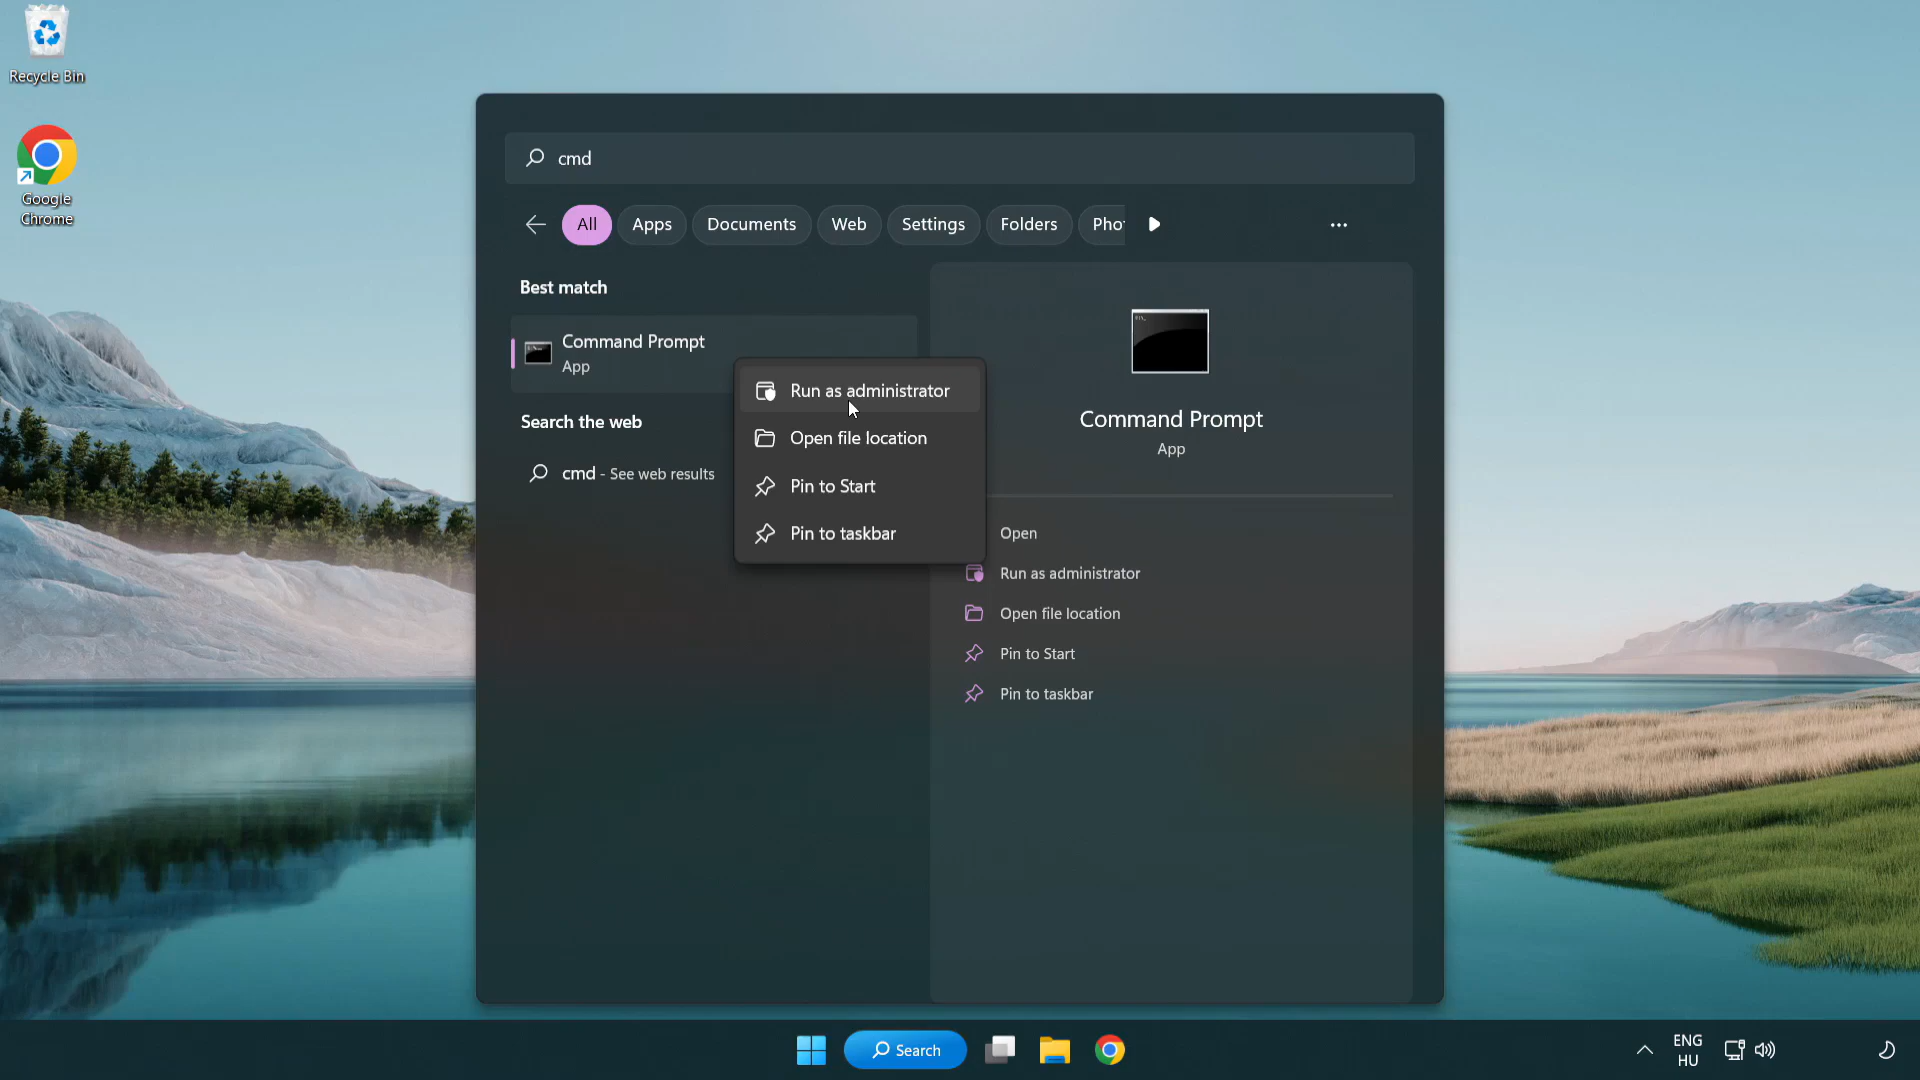 Recycle Bin
Google
Chrome
cmd
All
Apps
Documents
Web
Settings
Folders
Pho
Best match
Command Prompt
App
Search the web
cmd - See web results
Run as administrator
Open file location
Pin to Start
Pin to taskbar
Command Prompt
App
Open
Run as administrator
Open file location
Pin to Start
Pin to taskbar
Search
ENG
HU